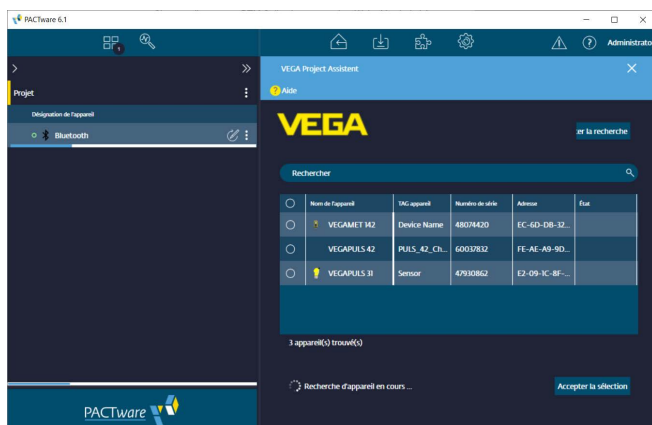 PACTware 6.1
1
Administrato
VEGA Project Assistent
Projet
Aide
Désignation de l'appareil
Bluetooth
VEGA
er la recherche
Rechercher
Nom de l'appareil TAG appareil Numéro de série Adresse État
VEGAMET 142 Device Name 48074420 EC-6D-DB-32...
VEGAPULS 42 PULS_42_Ch... 60037832 FE-AE-A9-9D...
VEGAPULS 31 Sensor 47930862 E2-09-1C-8F-...
3 appareil(s) trouvé(s)
Recherche d'appareil en cours ...
Accepter la sélection
PACTware